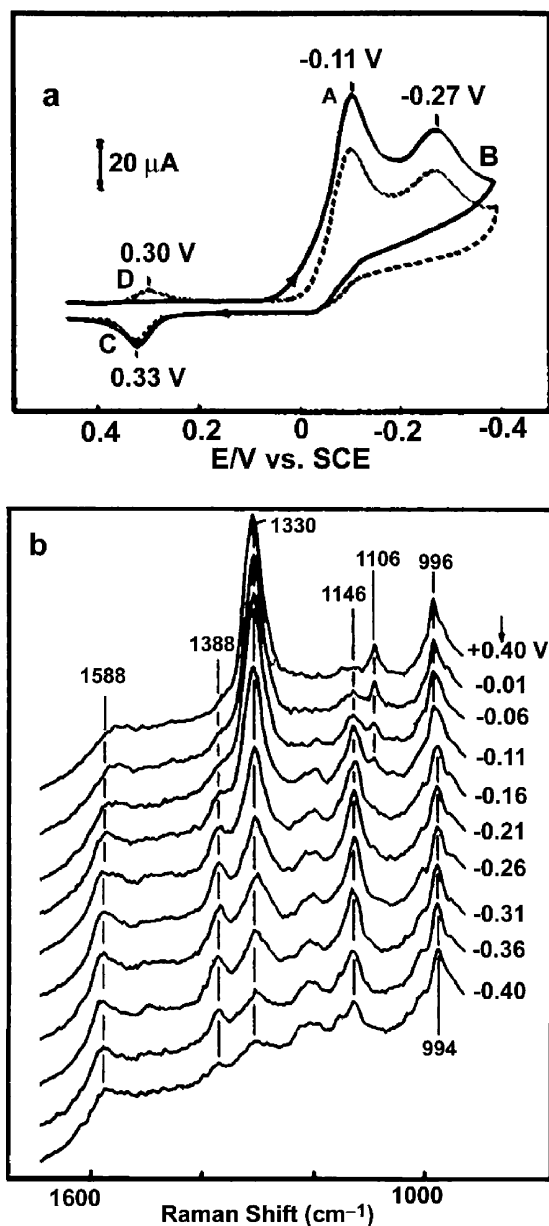 a
-0.11 V
A
-0.27 V
B
20 μA
0.30 V
D
C
0.33 V
0.4 0.2 0 -0.2 -0.4
E/V vs. SCE
b
1330
1106
996
1146
1388
1588
+0.40 V
-0.01
-0.06
-0.11
-0.16
-0.21
-0.26
-0.31
-0.36
-0.40
994
1600 1000
Raman Shift (cm⁻¹)